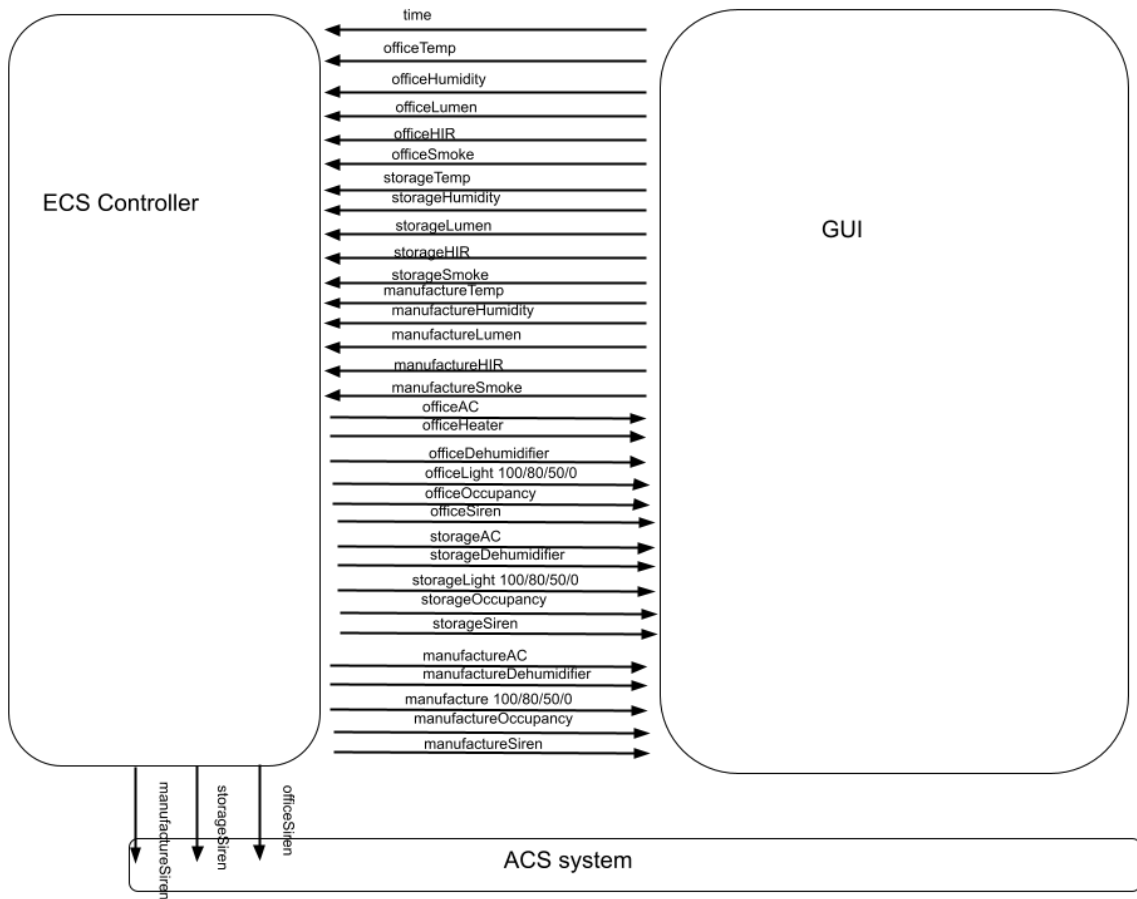 time
officeTemp
officeHumidity
officeLumen
officeHIR
officeSmoke
storageTemp
ECS Controller
storageHumidity
storageLumen
GUI
storageHIR
storageSmoke
manufactureTemp
manufactureHumidity
manufactureLumen
manufactureHIR
manufactureSmoke
officeAC
officeHeater
officeDehumidifier
officeLight 100/80/50/0
officeOccupancy
officeSiren
storageAC
storageDehumidifier
storageLight 100/80/50/0
storageOccupancy
storageSiren
manufactureAC
manufactureDehumidifier
manufacture 100/80/50/0
manufactureOccupancy
manufactureSiren
manufactureSiren
storageSiren
officeSiren
ACS system